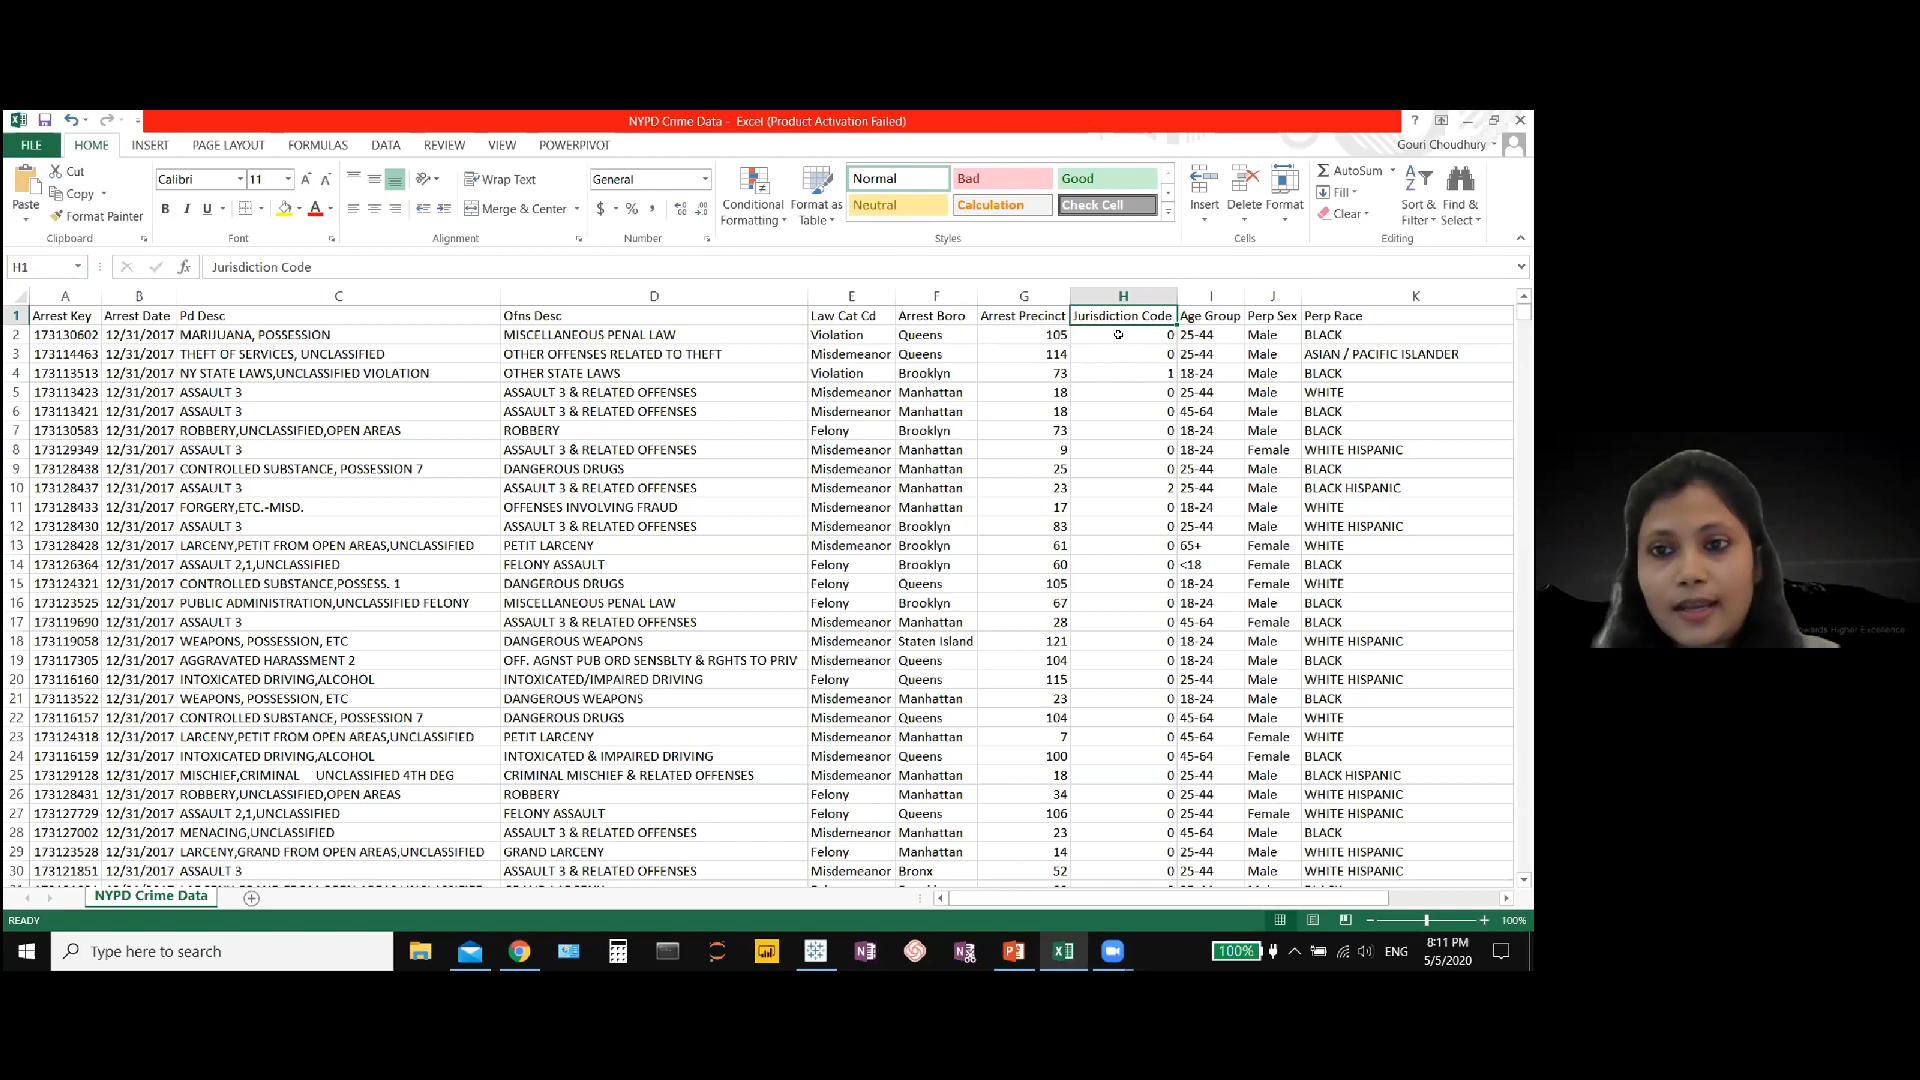 NYPD Crime Data - Excel (Product Activation Failed)
?
FILE HOME INSERT PAGE LAYOUT FORMULAS DATA REVIEW VIEW POWERPIVOT Gouri Choudhury
Paste Cut Copy Format Painter
Calibri 11 B I U
Wrap Text Merge & Center
General $ % ,
Conditional Formatting Format as Table
Normal Bad Good
Neutral Calculation Check Cell
Insert Delete Format
AutoSum Fill Clear Sort & Filter Find & Select
Clipboard Font Alignment Number Styles Cells Editing
H1 fx Jurisdiction Code
A B C D E F G H I J K
1 Arrest Key Arrest Date Pd Desc Ofns Desc Law Cat Cd Arrest Boro Arrest Precinct Jurisdiction Code Age Group Perp Sex Perp Race
2 173130602 12/31/2017 MARIJUANA, POSSESSION MISCELLANEOUS PENAL LAW Violation Queens 105 0 25-44 Male BLACK
3 173114463 12/31/2017 THEFT OF SERVICES, UNCLASSIFIED OTHER OFFENSES RELATED TO THEFT Misdemeanor Queens 114 0 25-44 Male ASIAN / PACIFIC ISLANDER
4 173113513 12/31/2017 NY STATE LAWS,UNCLASSIFIED VIOLATION OTHER STATE LAWS Violation Brooklyn 73 1 18-24 Male BLACK
5 173113423 12/31/2017 ASSAULT 3 ASSAULT 3 & RELATED OFFENSES Misdemeanor Manhattan 18 0 25-44 Male WHITE
6 173113421 12/31/2017 ASSAULT 3 ASSAULT 3 & RELATED OFFENSES Misdemeanor Manhattan 18 0 45-64 Male BLACK
7 173130583 12/31/2017 ROBBERY,UNCLASSIFIED,OPEN AREAS ROBBERY Felony Brooklyn 73 0 18-24 Male BLACK
8 173129349 12/31/2017 ASSAULT 3 ASSAULT 3 & RELATED OFFENSES Misdemeanor Manhattan 9 0 18-24 Female WHITE HISPANIC
9 173128438 12/31/2017 CONTROLLED SUBSTANCE, POSSESSION 7 DANGEROUS DRUGS Misdemeanor Manhattan 25 0 25-44 Male BLACK
10 173128437 12/31/2017 ASSAULT 3 ASSAULT 3 & RELATED OFFENSES Misdemeanor Manhattan 23 2 25-44 Male BLACK HISPANIC
11 173128433 12/31/2017 FORGERY,ETC.-MISD. OFFENSES INVOLVING FRAUD Misdemeanor Manhattan 17 0 18-24 Male WHITE
12 173128430 12/31/2017 ASSAULT 3 ASSAULT 3 & RELATED OFFENSES Misdemeanor Brooklyn 83 0 25-44 Male WHITE HISPANIC
13 173128428 12/31/2017 LARCENY,PETIT FROM OPEN AREAS,UNCLASSIFIED PETIT LARCENY Misdemeanor Brooklyn 61 0 65+ Female WHITE
14 173126364 12/31/2017 ASSAULT 2,1,UNCLASSIFIED FELONY ASSAULT Felony Brooklyn 60 0 <18 Female BLACK
15 173124321 12/31/2017 CONTROLLED SUBSTANCE,POSSESS. 1 DANGEROUS DRUGS Felony Queens 105 0 18-24 Female WHITE
16 173123525 12/31/2017 PUBLIC ADMINISTRATION,UNCLASSIFIED FELONY MISCELLANEOUS PENAL LAW Felony Brooklyn 67 0 18-24 Male BLACK
17 173119690 12/31/2017 ASSAULT 3 ASSAULT 3 & RELATED OFFENSES Misdemeanor Manhattan 28 0 45-64 Female BLACK
18 173119058 12/31/2017 WEAPONS, POSSESSION, ETC DANGEROUS WEAPONS Misdemeanor Staten Island 121 0 18-24 Male WHITE HISPANIC
19 173117305 12/31/2017 AGGRAVATED HARASSMENT 2 OFF. AGNST PUB ORD SENSBLTY & RGHTS TO PRIV Misdemeanor Queens 104 0 18-24 Male BLACK
20 173116160 12/31/2017 INTOXICATED DRIVING,ALCOHOL INTOXICATED/IMPAIRED DRIVING Felony Queens 115 0 25-44 Male WHITE HISPANIC
21 173113522 12/31/2017 WEAPONS, POSSESSION, ETC DANGEROUS WEAPONS Misdemeanor Manhattan 23 0 18-24 Male BLACK
22 173116157 12/31/2017 CONTROLLED SUBSTANCE, POSSESSION 7 DANGEROUS DRUGS Misdemeanor Queens 104 0 45-64 Male WHITE
23 173124318 12/31/2017 LARCENY,PETIT FROM OPEN AREAS,UNCLASSIFIED PETIT LARCENY Misdemeanor Manhattan 7 0 45-64 Female WHITE
24 173116159 12/31/2017 INTOXICATED DRIVING,ALCOHOL INTOXICATED & IMPAIRED DRIVING Misdemeanor Queens 100 0 45-64 Female BLACK
25 173129128 12/31/2017 MISCHIEF,CRIMINAL UNCLASSIFIED 4TH DEG CRIMINAL MISCHIEF & RELATED OFFENSES Misdemeanor Manhattan 18 0 25-44 Male BLACK HISPANIC
26 173128431 12/31/2017 ROBBERY,UNCLASSIFIED,OPEN AREAS ROBBERY Felony Manhattan 34 0 25-44 Male WHITE HISPANIC
27 173127729 12/31/2017 ASSAULT 2,1,UNCLASSIFIED FELONY ASSAULT Felony Queens 106 0 25-44 Female WHITE HISPANIC
28 173127002 12/31/2017 MENACING,UNCLASSIFIED ASSAULT 3 & RELATED OFFENSES Misdemeanor Manhattan 23 0 45-64 Male BLACK
29 173123528 12/31/2017 LARCENY,GRAND FROM OPEN AREAS,UNCLASSIFIED GRAND LARCENY Felony Manhattan 14 0 25-44 Male WHITE HISPANIC
30 173121851 12/31/2017 ASSAULT 3 ASSAULT 3 & RELATED OFFENSES Misdemeanor Bronx 52 0 25-44 Male BLACK
NYPD Crime Data
READY 100%
Type here to search 100% ENG 8:11 PM
5/5/2020
owards Higher Excellence